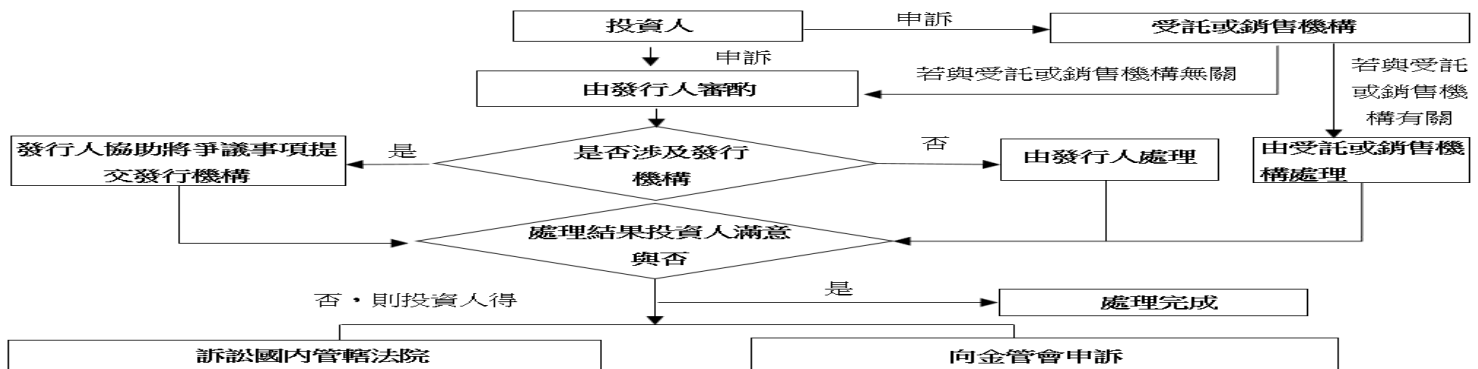 投資人
申訴
受託或銷售機構
申訴
由發行人審酌
若與受託或銷售機構無關
若與受託
或銷售機
構有關
發行人協助將爭議事項提
交發行機構
是
是否涉及發行
機構
否
由發行人處理
由受託或銷售機
構處理
處理結果投資人滿意
與否
否，則投資人得
是
處理完成
訴訟國內管轄法院
向金管會申訴